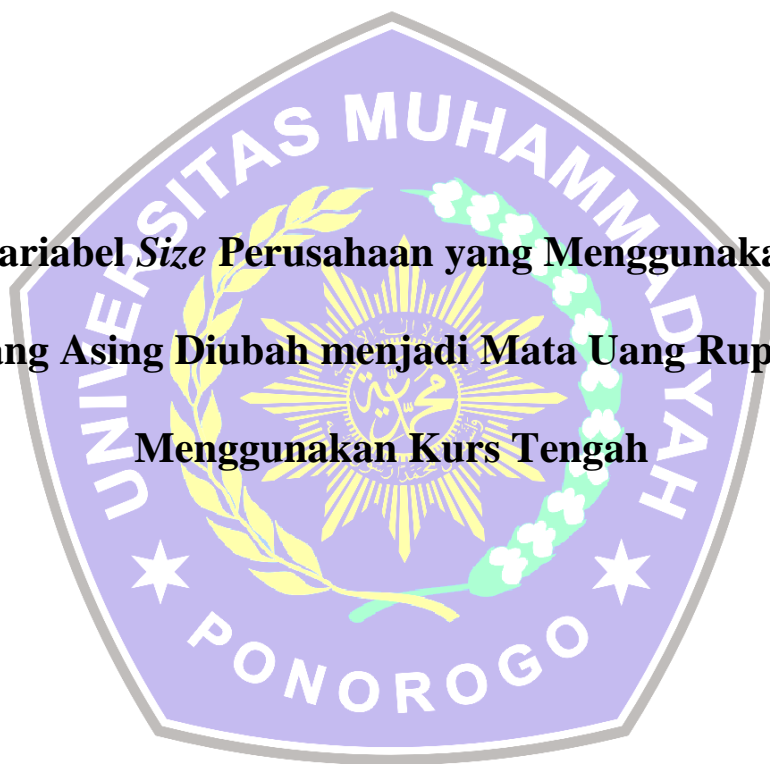 UNIVERSITAS MUHAMMADIYAH
ariabel Size Perusahaan yang Menggunaka
ang Asing Diubah menjadi Mata Uang Rup
Menggunakan Kurs Tengah
PONOROGO